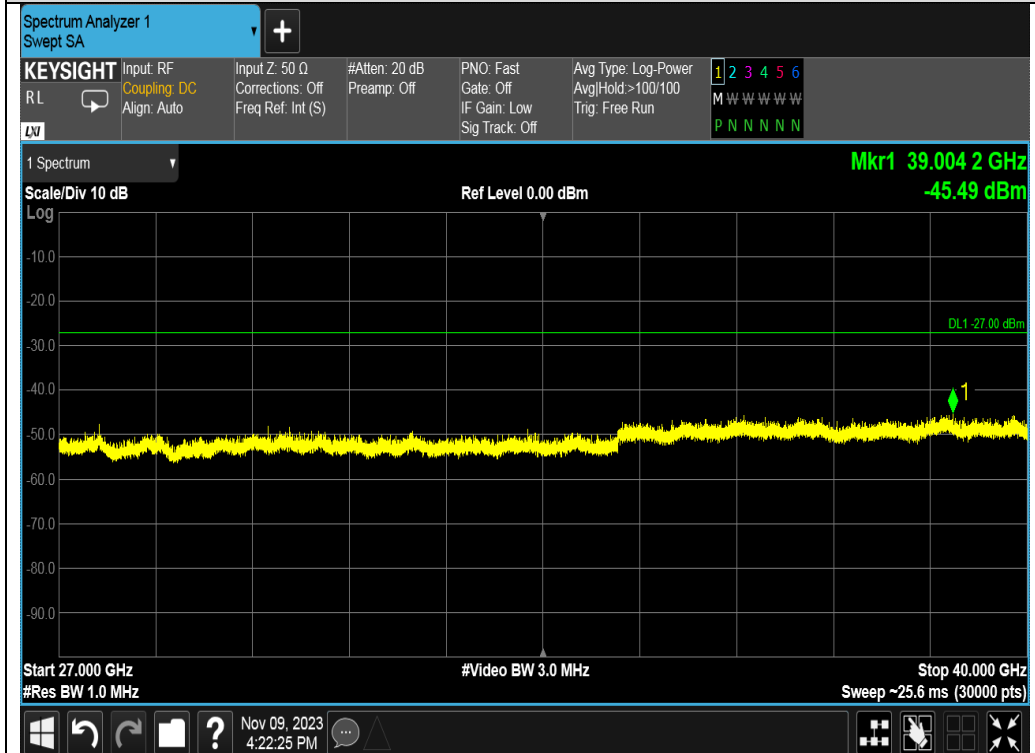 Spectrum Analyzer 1
Swept SA
+
KEYSIGHT
R L
LXI
Input: RF
Coupling: DC
Align: Auto
Input Z: 50 Ω
Corrections: Off
Freq Ref: Int (S)
#Atten: 20 dB
Preamp: Off
PNO: Fast
Gate: Off
IF Gain: Low
Sig Track: Off
Avg Type: Log-Power
Avg|Hold:>100/100
Trig: Free Run
1 2 3 4 5 6
M W W W W W
P N N N N N
1 Spectrum
Mkr1 39.004 2 GHz
-45.49 dBm
Scale/Div 10 dB
Ref Level 0.00 dBm
Log
-10.0
-20.0
DL1 -27.00 dBm
-30.0
-40.0
1
-50.0
-60.0
-70.0
-80.0
-90.0
Start 27.000 GHz
#Video BW 3.0 MHz
Stop 40.000 GHz
#Res BW 1.0 MHz
Sweep ~25.6 ms (30000 pts)
?
Nov 09, 2023
4:22:25 PM